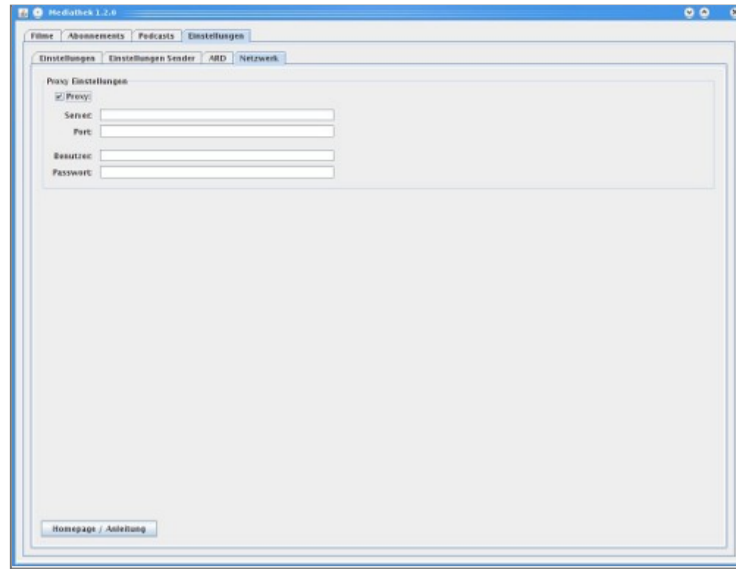 Mediathek 1.2.0
Filme Abonnements Podcasts Einstellungen
Einstellungen Einstellungen Sender ARD Netzwerk
Proxy Einstellungen
Proxy:
Server:
Port:
Benutzer:
Passwort:
Homepage / Anleitung